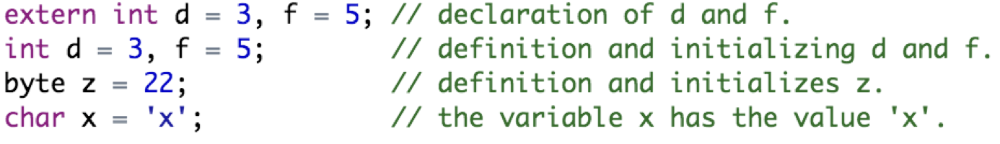 extern int d = 3, f = 5; // declaration of d and f.
int d = 3, f = 5;        // definition and initializing d and f.
byte z = 22;             // definition and initializes z.
char x = 'x';            // the variable x has the value 'x'.